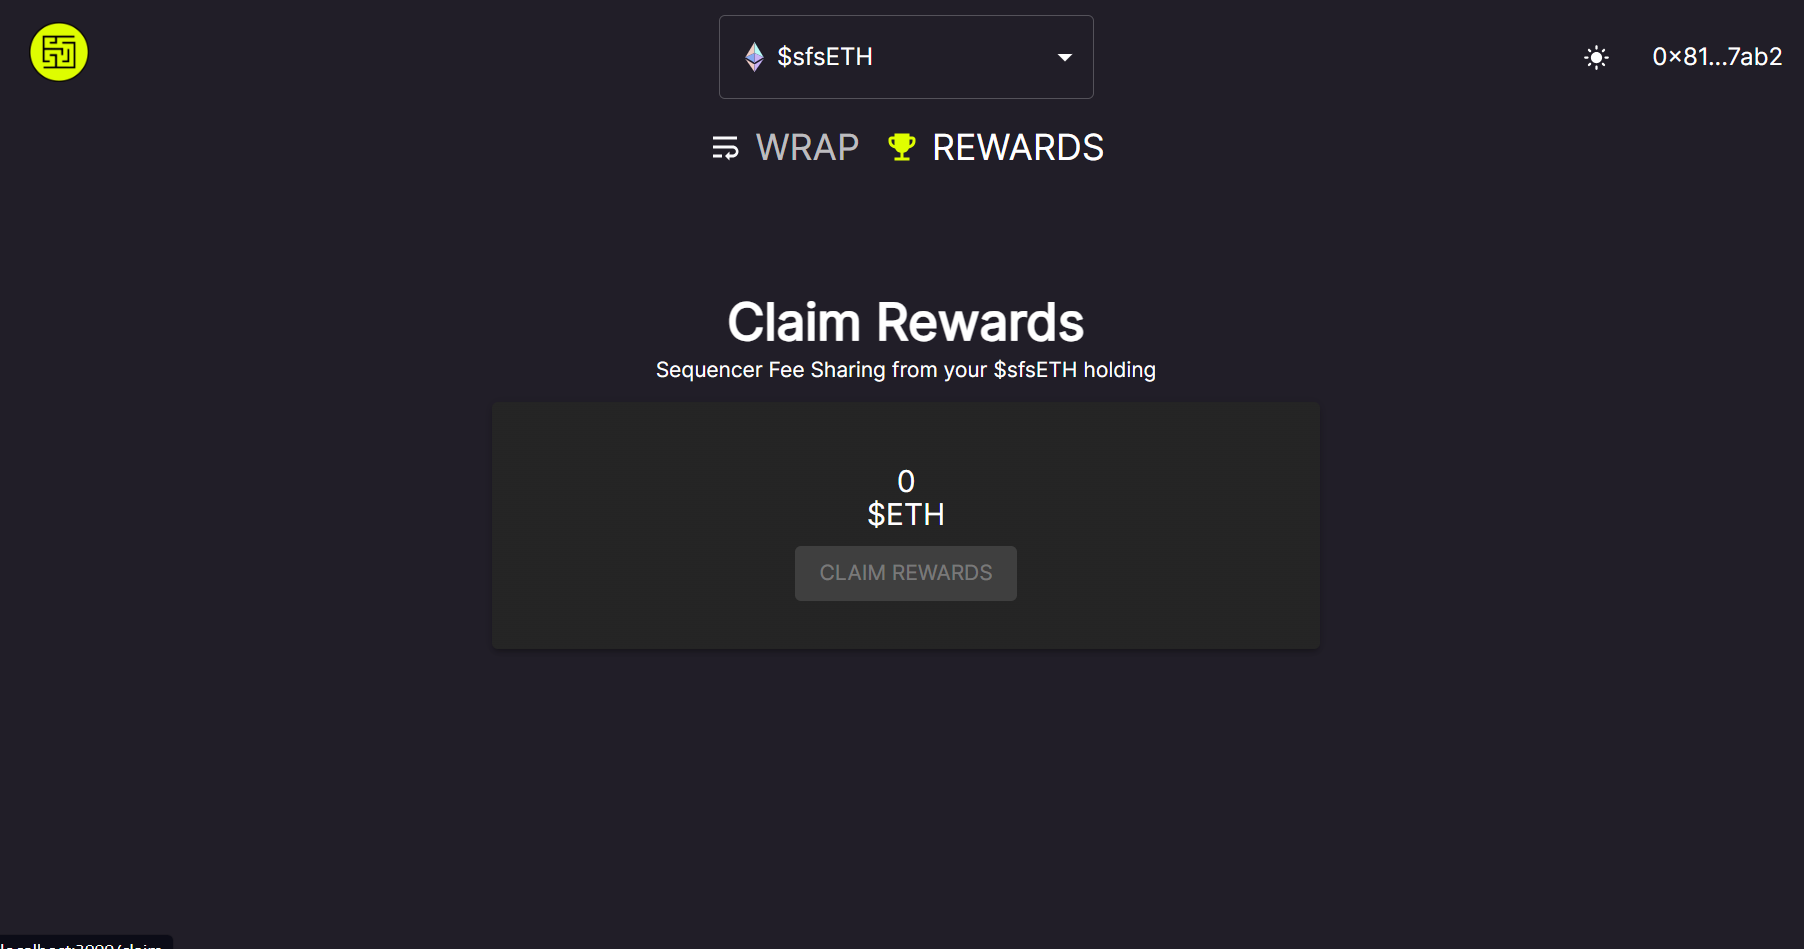 $sfsETH
0×81...7ab2
WRAP
REWARDS
Claim Rewards
Sequencer Fee Sharing from your $sfsETH holding
0
$ETH
CLAIM REWARDS